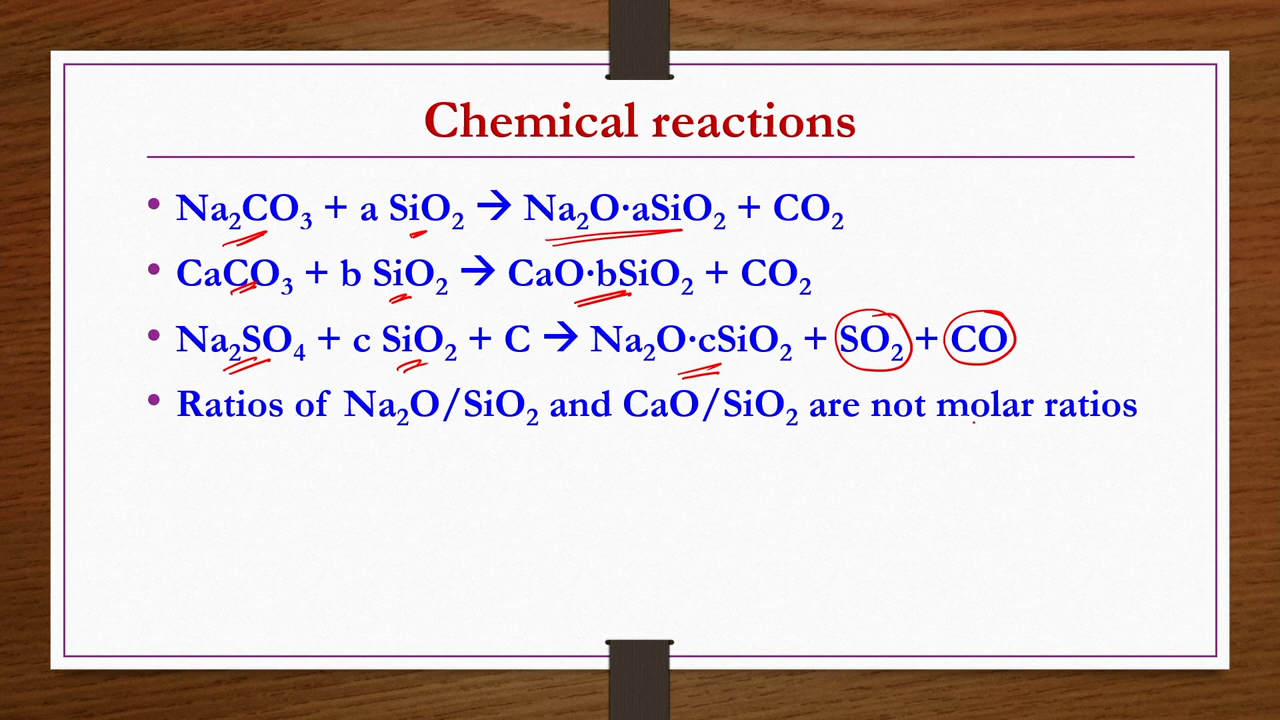 Chemical reactions
• Na₂CO₃ + a SiO₂ → Na₂O·aSiO₂ + CO₂
• CaCO₃ + b SiO₂ → CaO·bSiO₂ + CO₂
• Na₂SO₄ + c SiO₂ + C → Na₂O·cSiO₂ + SO₂ + CO
• Ratios of Na₂O/SiO₂ and CaO/SiO₂ are not molar ratios